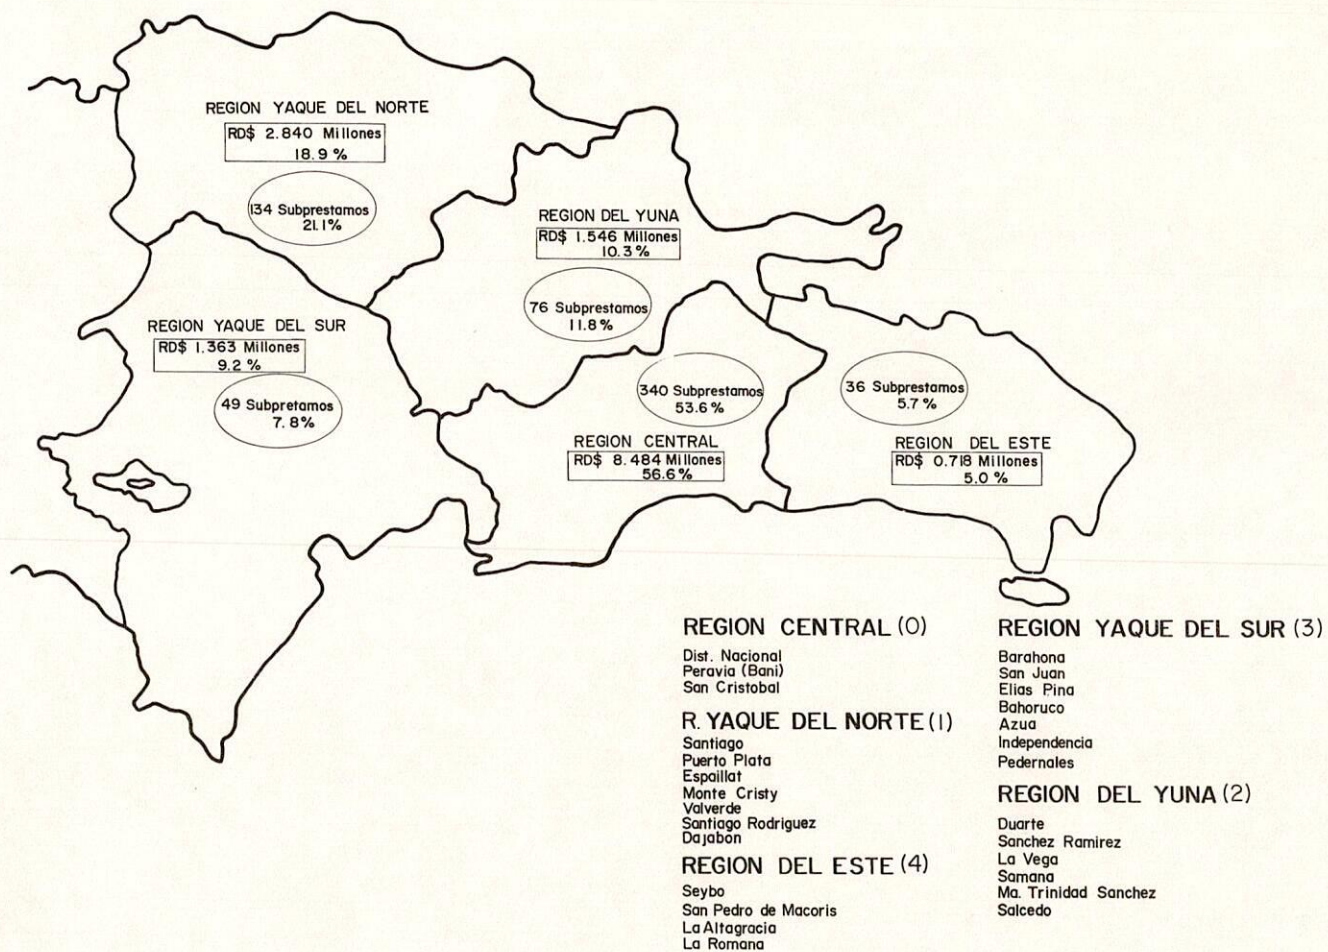 REGION YAQUE DEL NORTE
RD$ 2.840 Millones
18.9 %
134 Subprestamos
21.1%
REGION DEL YUNA
RD$ 1.546 Millones
10.3 %
76 Subprestamos
11.8%
REGION YAQUE DEL SUR
RD$ 1.363 Millones
9.2 %
49 Subpretamos
7.8%
340 Subprestamos
53.6%
REGION CENTRAL
RD$ 8.484 Millones
56.6%
36 Subprestamos
5.7%
REGION DEL ESTE
RD$ 0.718 Millones
5.0 %
REGION CENTRAL (0)
Dist. Nacional
Peravia (Bani)
San Cristobal
R. YAQUE DEL NORTE (1)
Santiago
Puerto Plata
Espaillat
Monte Cristy
Valverde
Santiago Rodriguez
Dajabon
REGION DEL ESTE (4)
Seybo
San Pedro de Macoris
La Altagracia
La Romana
REGION YAQUE DEL SUR (3)
Barahona
San Juan
Elias Pina
Bahoruco
Azua
Independencia
Pedernales
REGION DEL YUNA (2)
Duarte
Sanchez Ramirez
La Vega
Samana
Ma. Trinidad Sanchez
Salcedo